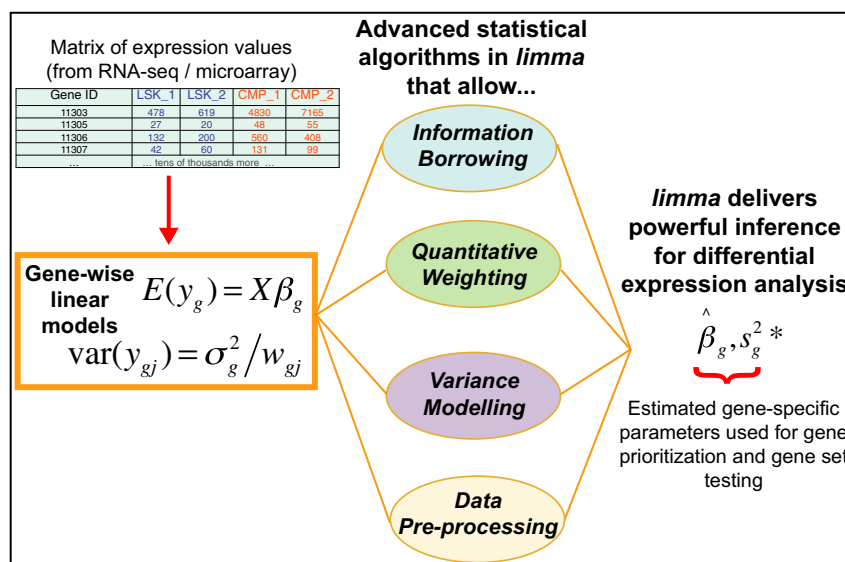 Matrix of expression values
(from RNA-seq / microarray)
Gene ID LSK_1 LSK_2 CMP_1 CMP_2
11303 478 619 4830 7165
11305 27 20 48 55
11306 132 200 560 408
11307 42 60 131 99
... ... tens of thousands more ...
Gene-wise
linear
models
E(y_g) = Xβ_g
var(y_gj) = σ_g^2/w_gj
Advanced statistical
algorithms in limma
that allow...
Information
Borrowing
Quantitative
Weighting
Variance
Modelling
Data
Pre-processing
limma delivers
powerful inference
for differential
expression analysis
β̂_g, s_g^2 *
Estimated gene-specific
parameters used for gene
prioritization and gene set
testing